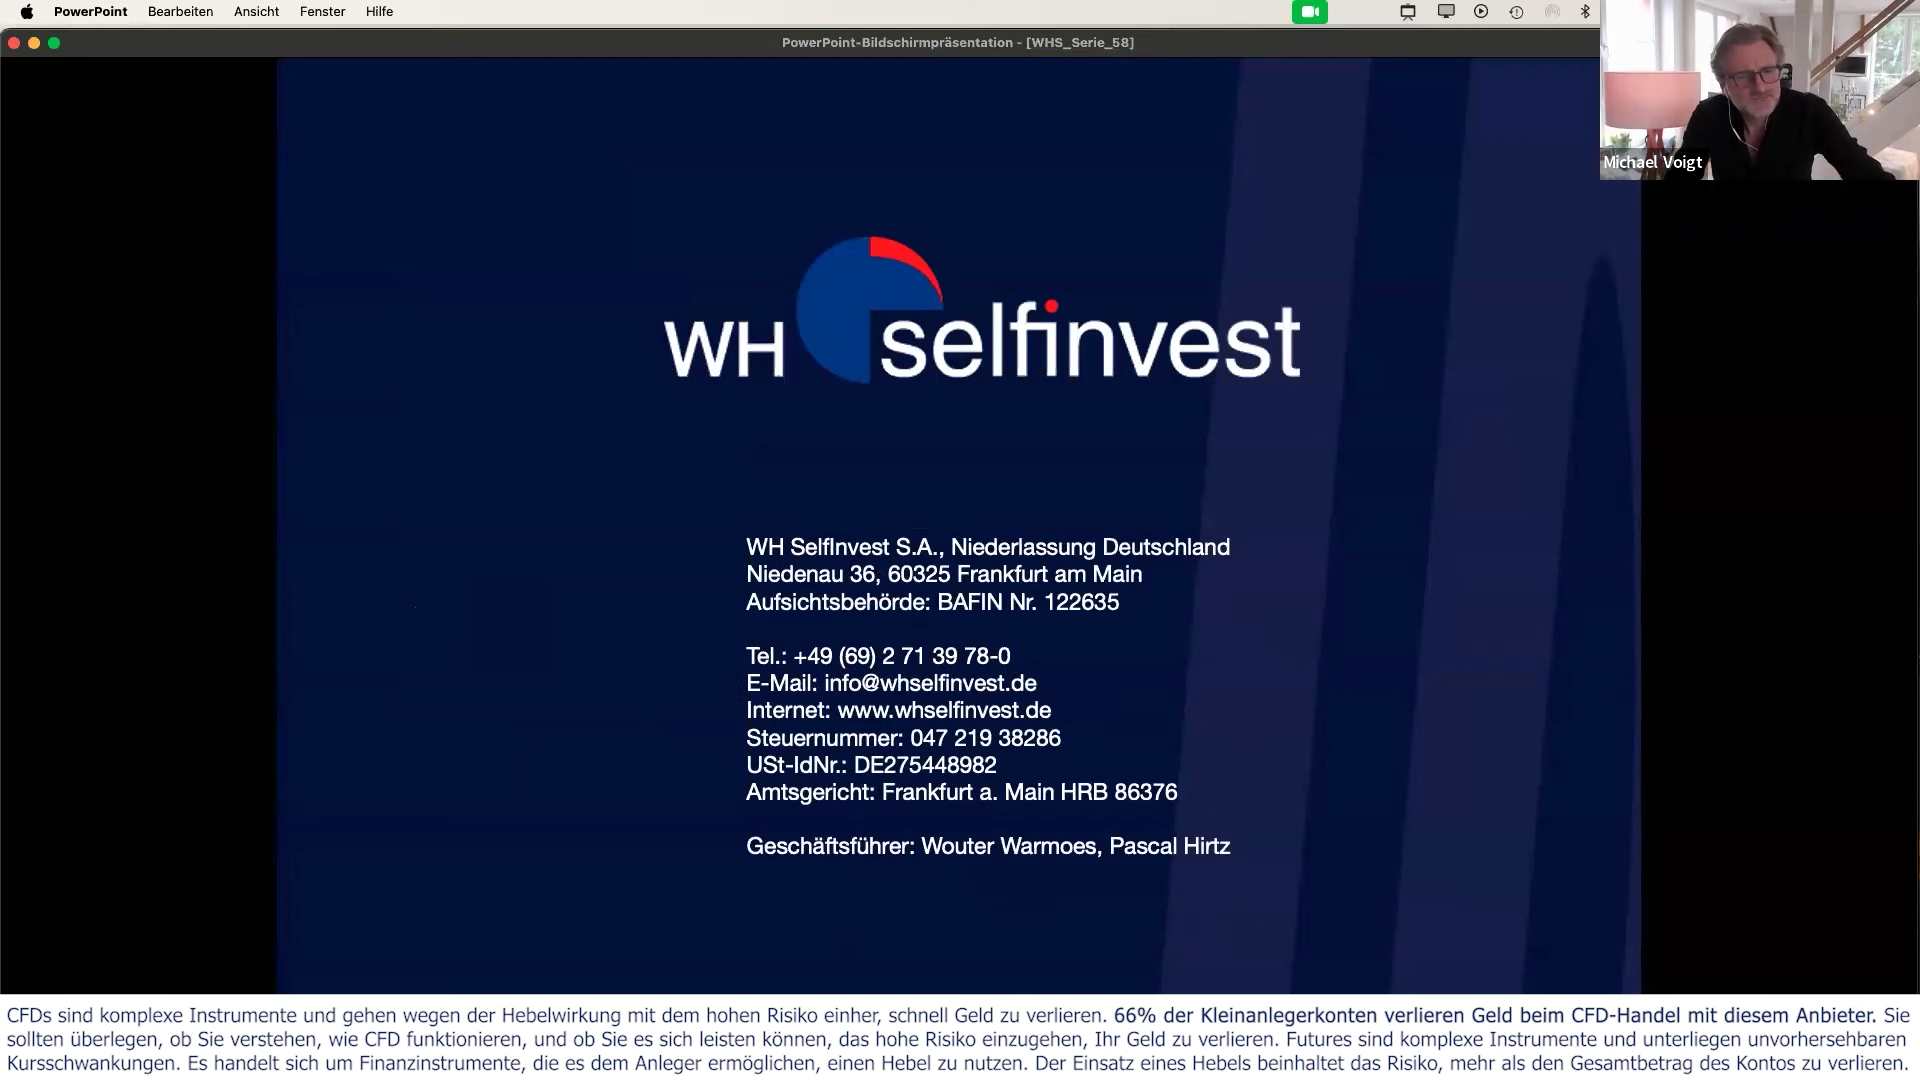 PowerPoint Bearbeiten Ansicht Fenster Hilfe
PowerPoint-Bildschirmpräsentation - [WHS_Serie_58]
Michael Voigt
WH selfinvest
WH SelfInvest S.A., Niederlassung Deutschland
Niedenau 36, 60325 Frankfurt am Main
Aufsichtsbehörde: BAFIN Nr. 122635
Tel.: +49 (69) 2 71 39 78-0
E-Mail: info@whselfinvest.de
Internet: www.whselfinvest.de
Steuernummer: 047 219 38286
USt-IdNr.: DE275448982
Amtsgericht: Frankfurt a. Main HRB 86376
Geschäftsführer: Wouter Warmoes, Pascal Hirtz
CFDs sind komplexe Instrumente und gehen wegen der Hebelwirkung mit dem hohen Risiko einher, schnell Geld zu verlieren. 66% der Kleinanlegerkonten verlieren Geld beim CFD-Handel mit diesem Anbieter. Sie
sollten überlegen, ob Sie verstehen, wie CFD funktionieren, und ob Sie es sich leisten können, das hohe Risiko einzugehen, Ihr Geld zu verlieren. Futures sind komplexe Instrumente und unterliegen unvorhersehbaren
Kursschwankungen. Es handelt sich um Finanzinstrumente, die es dem Anleger ermöglichen, einen Hebel zu nutzen. Der Einsatz eines Hebels beinhaltet das Risiko, mehr als den Gesamtbetrag des Kontos zu verlieren.